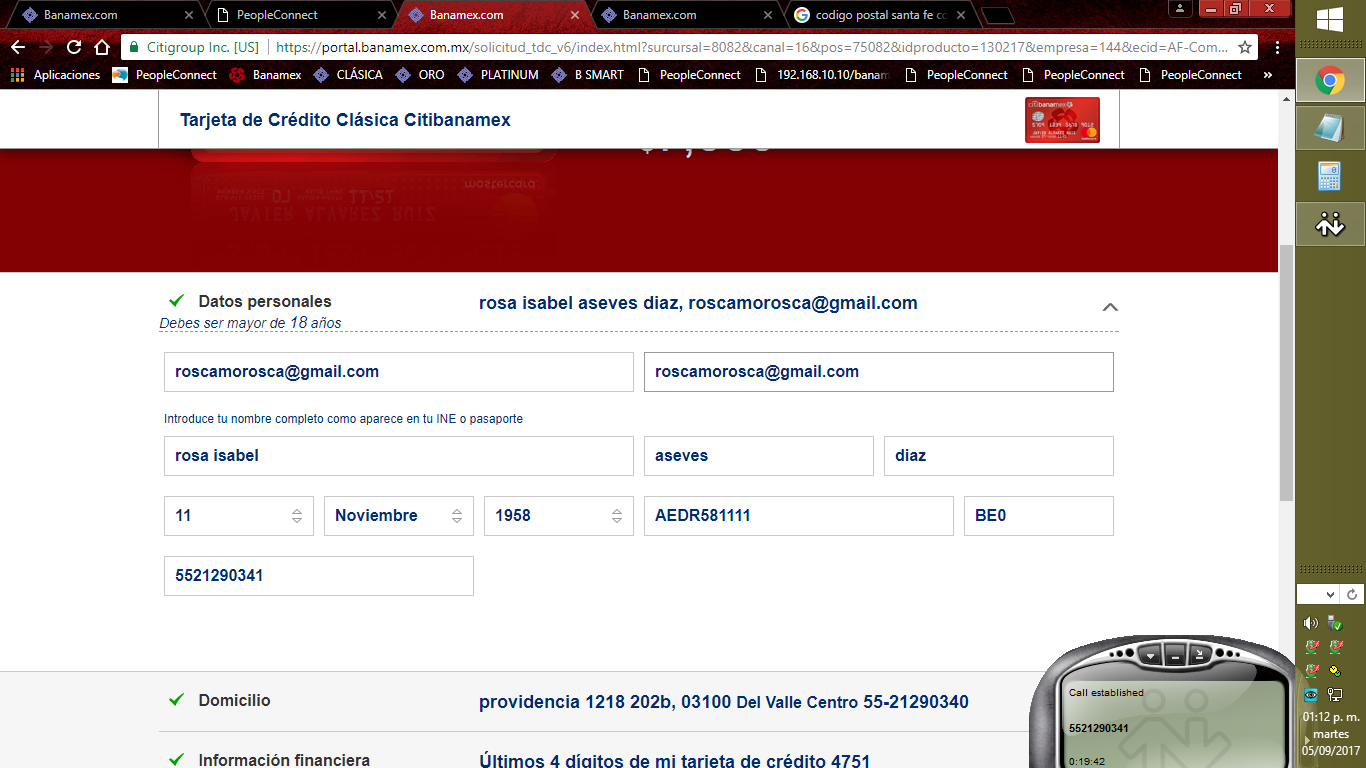 Banamex.com PeopleConnect Banamex.com Banamex.com codigo postal santa fe
Citigroup Inc. [US] https://portal.banamex.com.mx/solicitud_tdc_v6/index.html?surcursal=8082&canal=16&pos=75082&idproducto=130217&empresa=144&ecid=AF-Com...
Aplicaciones PeopleConnect Banamex CLÁSICA ORO PLATINUM B SMART PeopleConnect 192.168.10.10/banam PeopleConnect PeopleConnect PeopleConnect »
Tarjeta de Crédito Clásica Citibanamex
Datos personales rosa isabel aseves diaz, roscamorosca@gmail.com
Debes ser mayor de 18 años
roscamorosca@gmail.com roscamorosca@gmail.com
Introduce tu nombre completo como aparece en tu INE o pasaporte
rosa isabel aseves diaz
11 Noviembre 1958 AEDR581111 BE0
5521290341
Domicilio providencia 1218 202b, 03100 Del Valle Centro 55-21290340
Información financiera Últimos 4 dígitos de mi tarjeta de crédito 4751
Call established
5521290341
0:19:42
01:12 p. m.
martes
05/09/2017